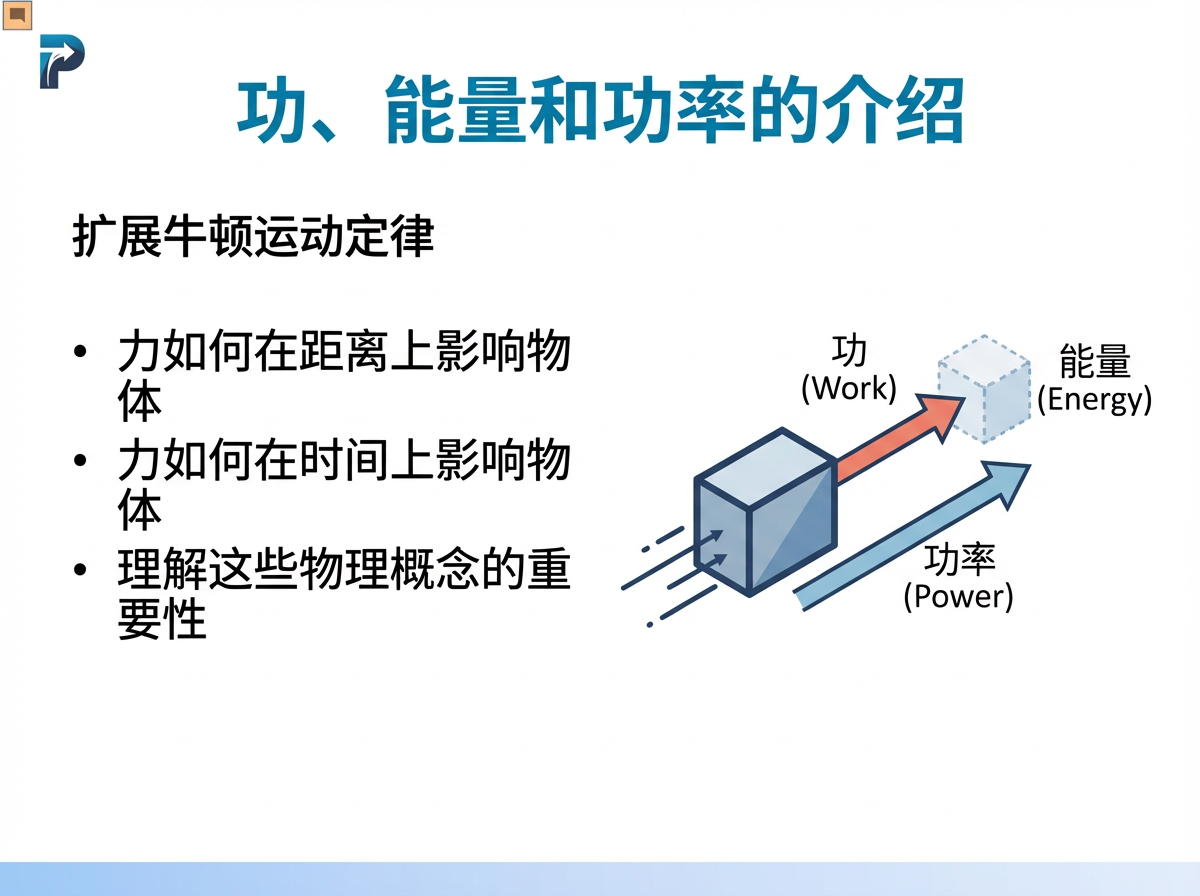 功、能量和功率的介绍
扩展牛顿运动定律
• 力如何在距离上影响物
体
• 力如何在时间上影响物
体
• 理解这些物理概念的重
要性
功
(Work)
能量
(Energy)
功率
(Power)